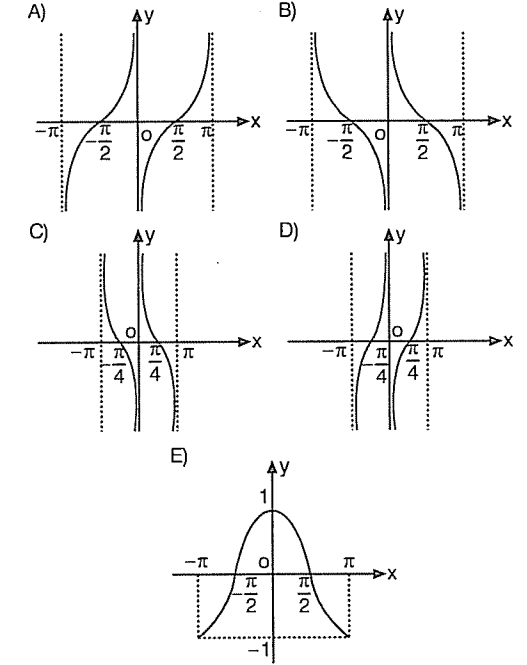 A) y B) y
−π −π/2 o π/2 π x −π −π/2 o π/2 π x
C) y D) y
−π −π/4 o π/4 π x −π −π/4 o π/4 π x
E) y
1
−π o π x
−π/2 π/2
−1